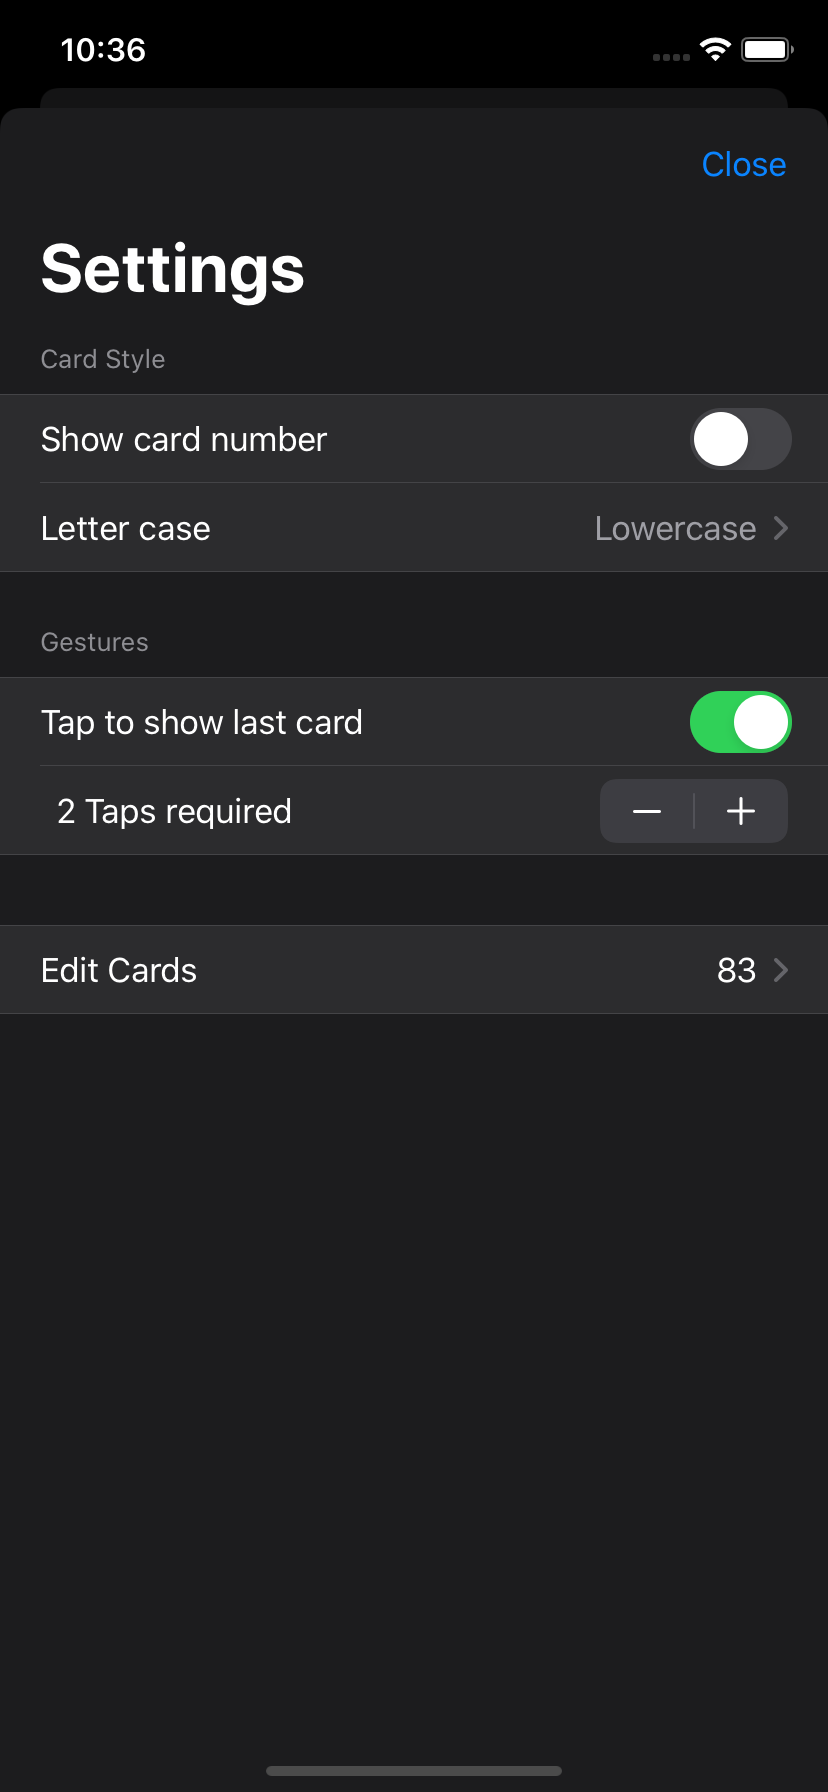 10:36
Close
Settings
Card Style
Show card number
Letter case Lowercase
Gestures
Tap to show last card
2 Taps required
Edit Cards 83